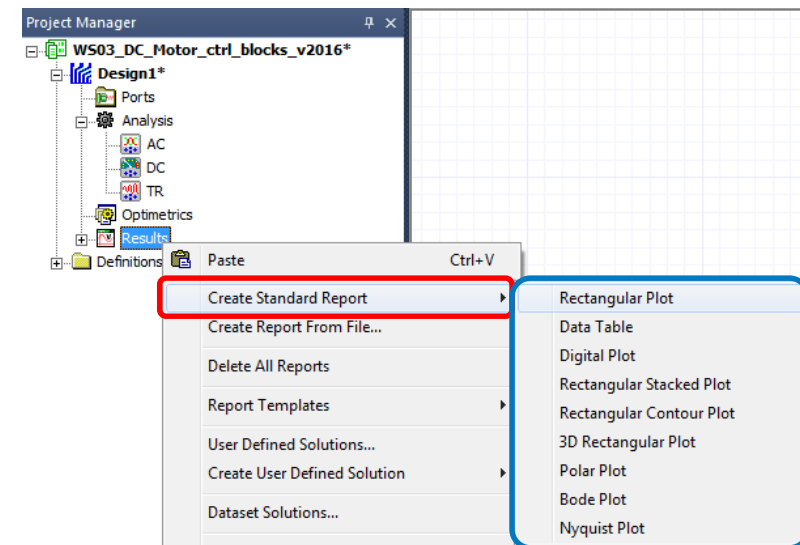 Project Manager
WS03_DC_Motor_ctrl_blocks_v2016*
Design1*
Ports
Analysis
AC
DC
TR
Optimetrics
Results
Definitions
Paste Ctrl+V
Create Standard Report
Create Report From File...
Delete All Reports
Report Templates
User Defined Solutions...
Create User Defined Solution
Dataset Solutions...
Rectangular Plot
Data Table
Digital Plot
Rectangular Stacked Plot
Rectangular Contour Plot
3D Rectangular Plot
Polar Plot
Bode Plot
Nyquist Plot